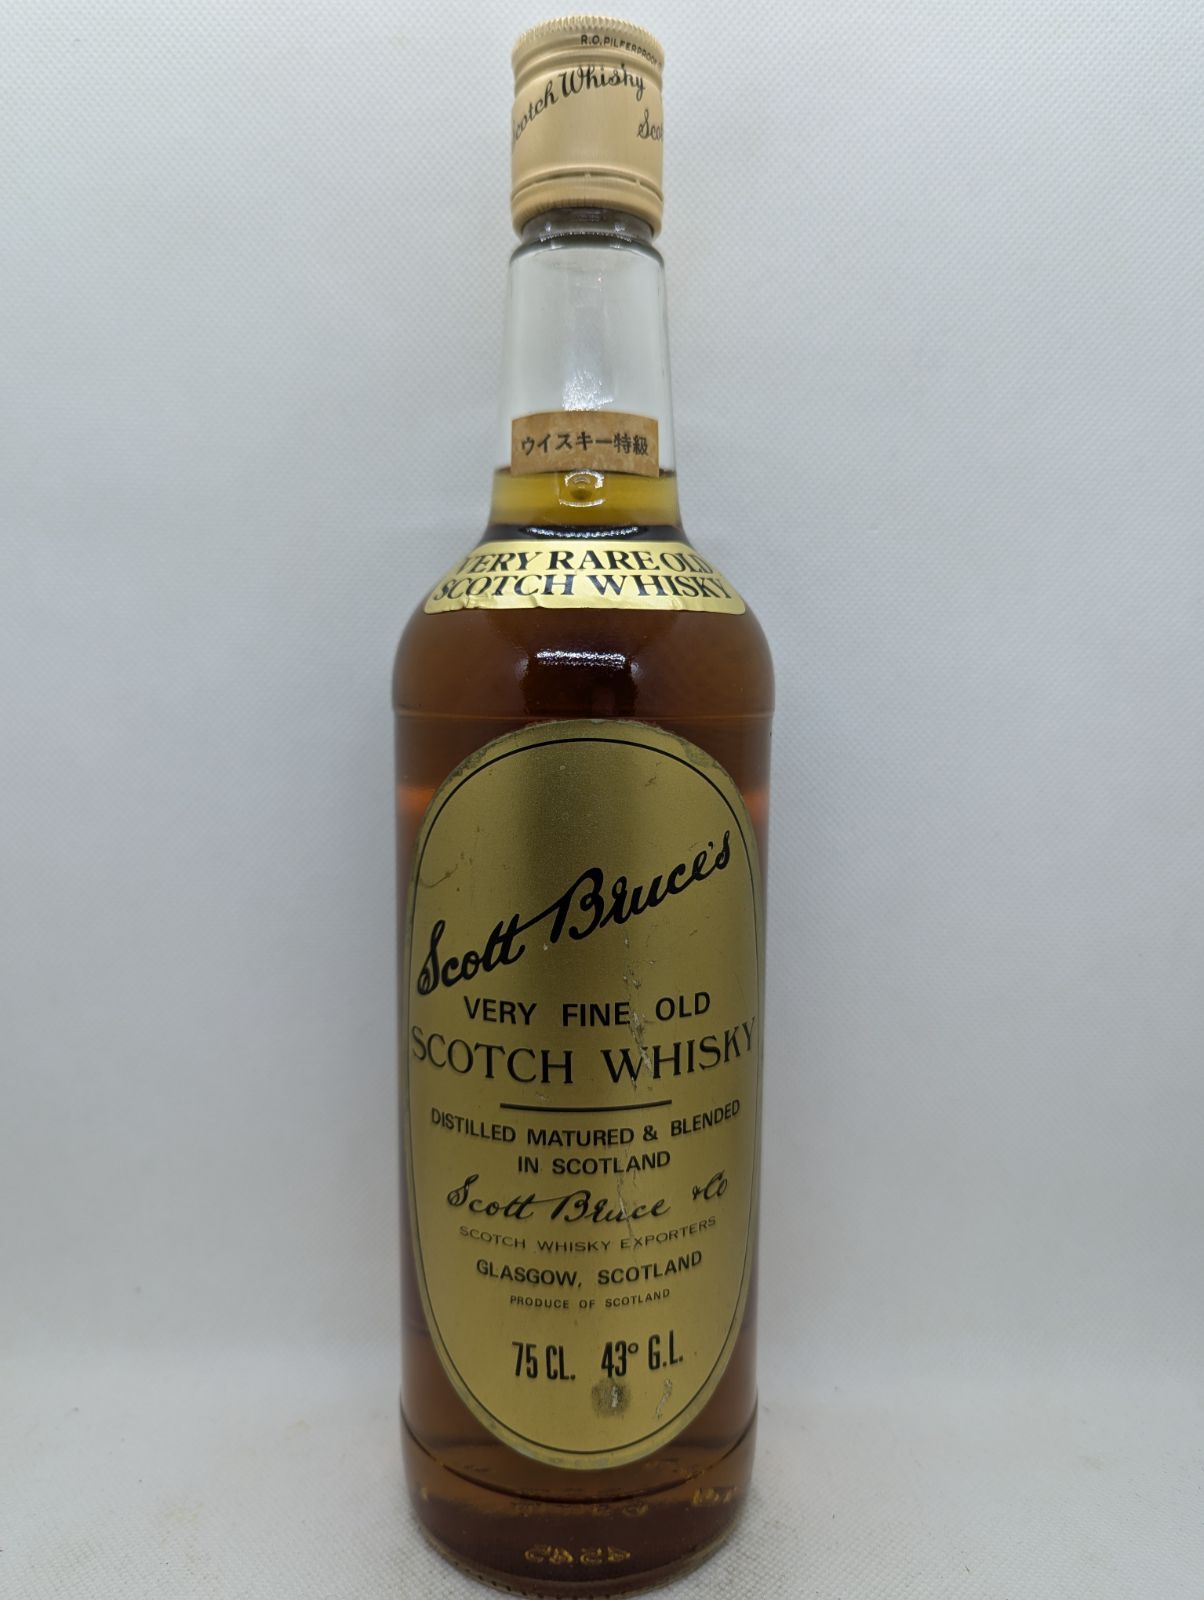 R.O. PILFERPROOF
Scotch Whisky
ウイスキー特級
VERY RARE OLD
SCOTCH WHISKY
Scott Bruce's
VERY FINE OLD
SCOTCH WHISKY
DISTILLED MATURED & BLENDED
IN SCOTLAND
Scott Bruce & Co
SCOTCH WHISKY EXPORTERS
GLASGOW, SCOTLAND
PRODUCE OF SCOTLAND
75 CL. 43° G.L.